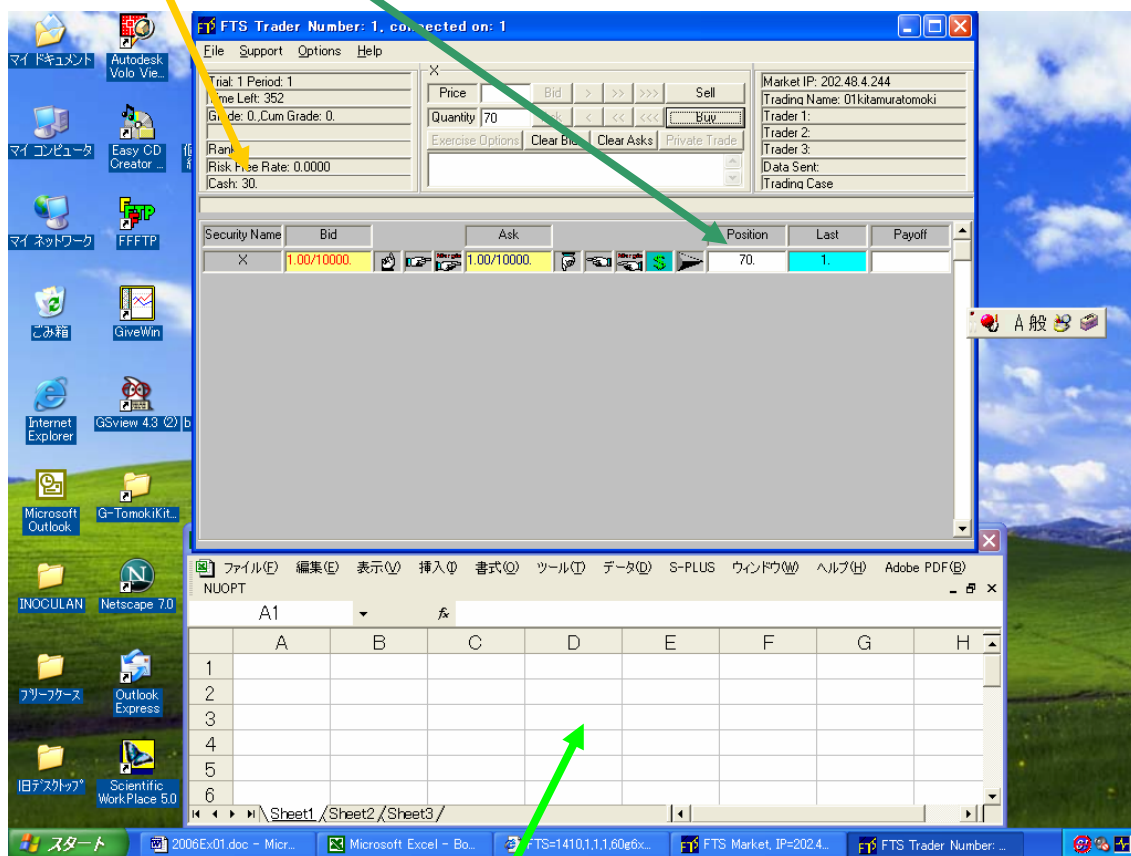 マイ ドキュメント
Autodesk
Volo Vie...
マイ コンピュータ
Easy CD
Creator ...
マイ ネットワーク
FFFTP
ごみ箱
GiveWin
Internet
Explorer
GSview 4.3 (2)
Microsoft
Outlook
G-TomokiKit...
INOCULAN
Netscape 7.0
フリーフケース
Outlook
Express
旧デスクトップ
Scientific
WorkPlace 5.0
FTS Trader Number: 1, connected on: 1
File Support Options Help
Trial: 1 Period: 1
Time Left: 352
Grade: 0.,Cum Grade: 0.
Risk Free Rate: 0.0000
Cash: 30.
X
Price Bid > >> >>> Sell
Quantity 70 < << <<< Buy
Exercise Options Clear Bids Clear Asks Private Trade
Market IP: 202.48.4.244
Trading Name: 01kitamuratomoki
Trader 1:
Trader 2:
Trader 3:
Data Sent:
Trading Case
Security Name Bid Ask Position Last Payoff
X 1.00/10000. 1.00/10000. $ 70. 1.
A 般
ファイル(F) 編集(E) 表示(V) 挿入(I) 書式(O) ツール(T) データ(D) S-PLUS ウィンドウ(W) ヘルプ(H) Adobe PDF(B)
NUOPT
A1 fx
A B C D E F G H
1
2
3
4
5
6
Sheet1 Sheet2 Sheet3
スタート 2006Ex01.doc - Micr... Microsoft Excel - Bo... FTS=1410,1,1,1,60g6x... FTS Market, IP=202.4... FTS Trader Number: ...